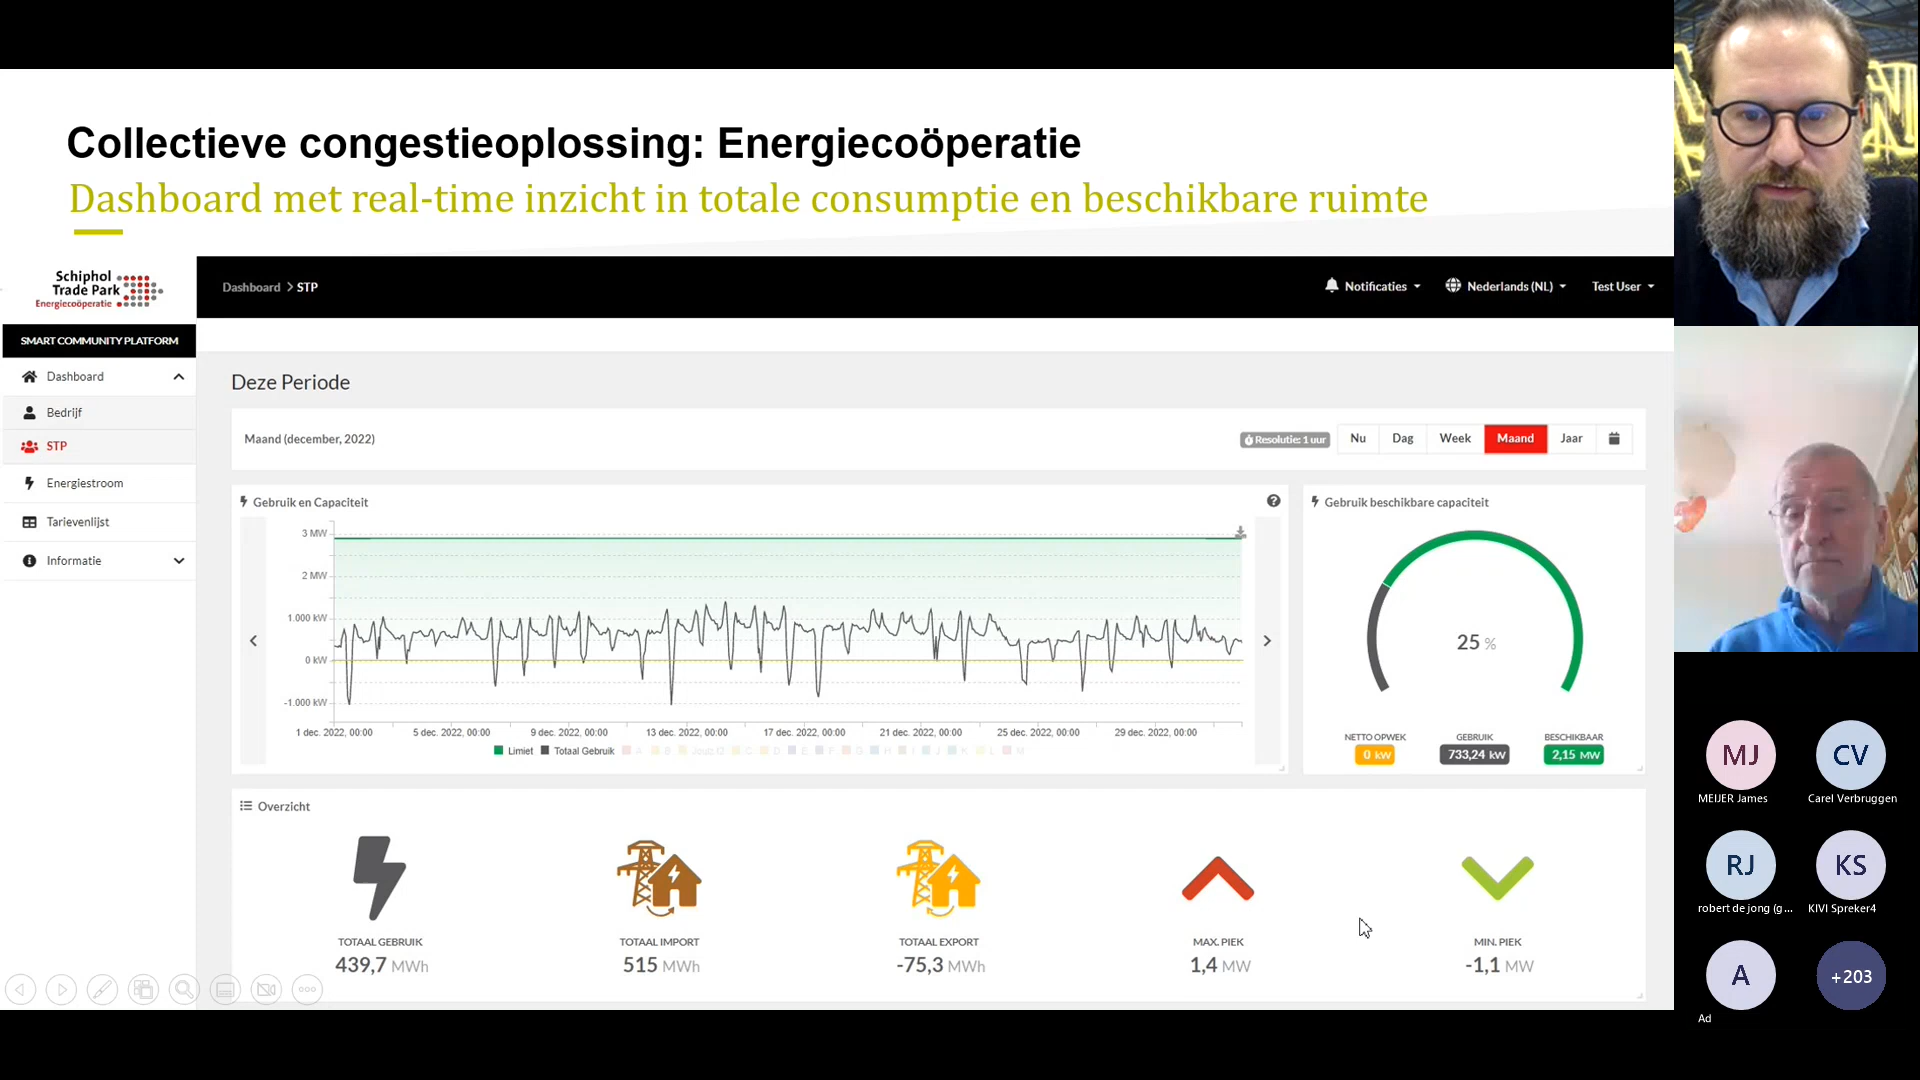 Collectieve congestieoplossing: Energiecoöperatie
Dashboard met real-time inzicht in totale consumptie en beschikbare ruimte
Schiphol
Trade Park
Energiecoöperatie
Dashboard > STP
Notificaties
Nederlands (NL)
Test User
SMART COMMUNITY PLATFORM
Dashboard
Bedrijf
STP
Energiestroom
Tarievenlijst
Informatie
Deze Periode
Maand (december, 2022)
Resolutie: 1 uur
Nu Dag Week Maand Jaar
Gebruik en Capaciteit
3 MW
2 MW
1.000 kW
0 kW
-1.000 kW
1 dec. 2022, 00:00 5 dec. 2022, 00:00 9 dec. 2022, 00:00 13 dec. 2022, 00:00 17 dec. 2022, 00:00 21 dec. 2022, 00:00 25 dec. 2022, 00:00 29 dec. 2022, 00:00
Limiet Totaal Gebruik
Gebruik beschikbare capaciteit
25 %
NETTO OPWEK GEBRUIK BESCHIKBAAR
0 kW 733,24 kW 2,15 MW
Overzicht
TOTAAL GEBRUIK TOTAAL IMPORT TOTAAL EXPORT MAX. PIEK MIN. PIEK
439,7 MWh 515 MWh -75,3 MWh 1,4 MW -1,1 MW
MJ CV
MEIJER James Carel Verbruggen
RJ KS
robert de jong (g... KIVI Spreker4
A +203
Ad